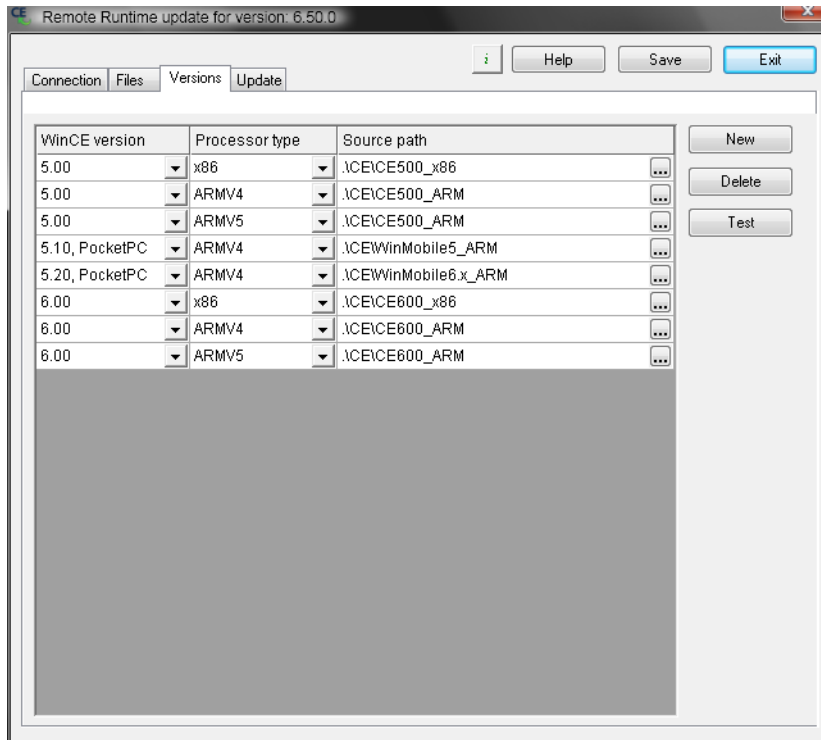 CE Remote Runtime update for version: 6.50.0
i Help Save Exit
Connection Files Versions Update
WinCE version Processor type Source path New
5.00 x86 .\CE\CE500_x86 ...
Delete
5.00 ARMV4 .\CE\CE500_ARM ...
5.00 ARMV5 .\CE\CE500_ARM ... Test
5.10, PocketPC ARMV4 .\CE\WinMobile5_ARM ...
5.20, PocketPC ARMV4 .\CE\WinMobile6.x_ARM ...
6.00 x86 .\CE\CE600_x86 ...
6.00 ARMV4 .\CE\CE600_ARM ...
6.00 ARMV5 .\CE\CE600_ARM ...